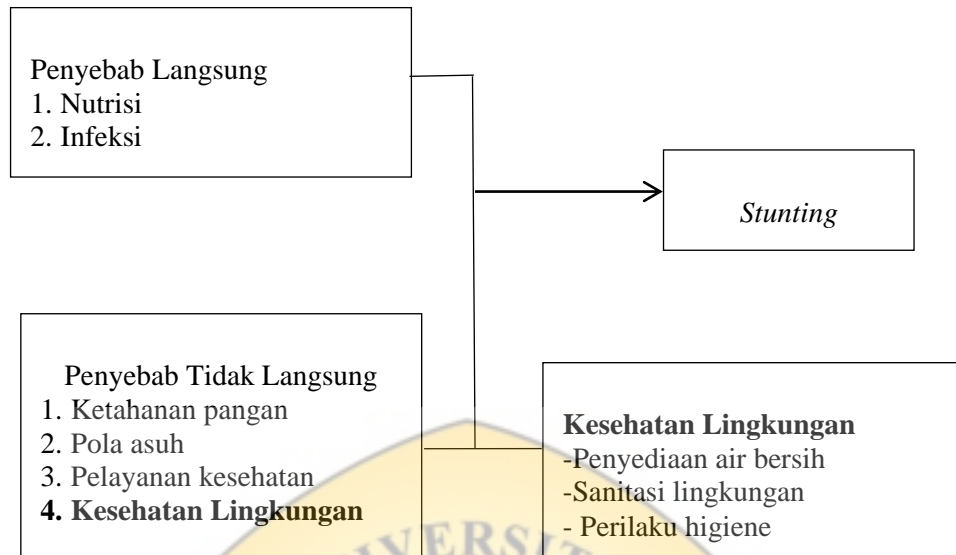 Penyebab Langsung
1. Nutrisi
2. Infeksi
Stunting
Penyebab Tidak Langsung
1. Ketahanan pangan
2. Pola asuh
3. Pelayanan kesehatan
4. Kesehatan Lingkungan
Kesehatan Lingkungan
-Penyediaan air bersih
-Sanitasi lingkungan
- Perilaku higiene